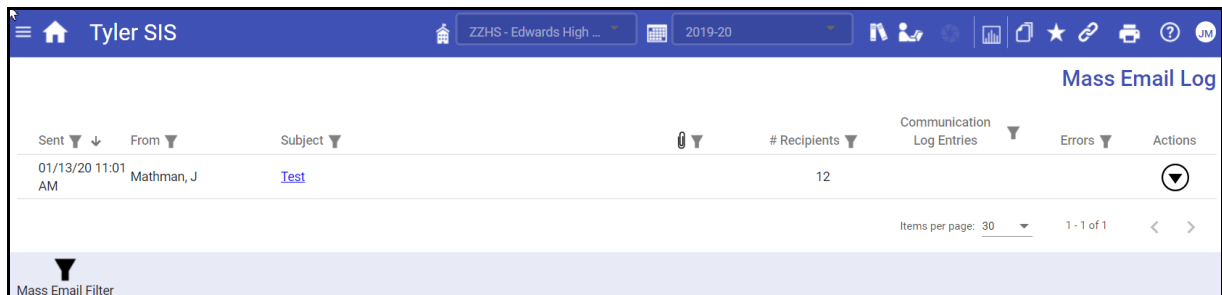 Tyler SIS
ZZHS - Edwards High ...
2019-20
JM
Mass Email Log
Sent
From
Subject
# Recipients
Communication
Log Entries
Errors
Actions
01/13/20 11:01
AM
Mathman, J
Test
12
Items per page: 30
1 - 1 of 1
Mass Email Filter